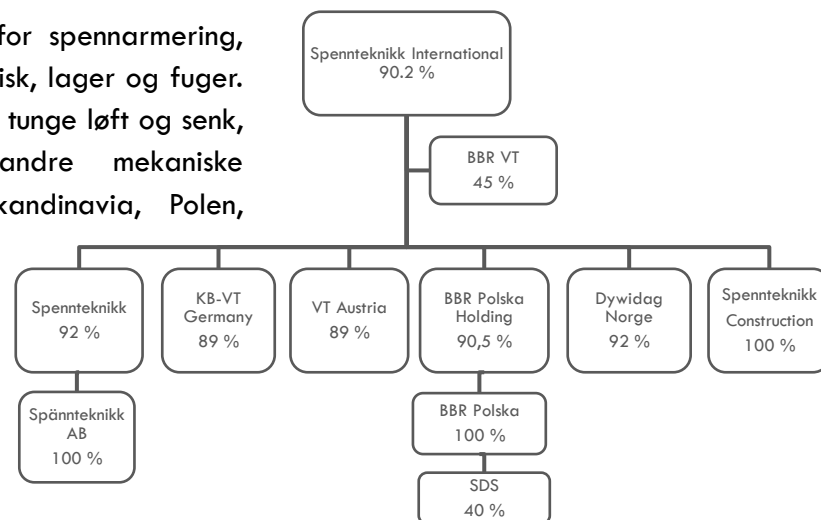 for spennarmering,
isk, lager og fuger.
tunge løft og senk,
andre mekaniske
kandinavia, Polen,
Spennteknikk International
90.2 %
BBR VT
45 %
Spennteknikk
92 %
KB-VT
Germany
89 %
VT Austria
89 %
BBR Polska
Holding
90,5 %
Dywidag
Norge
92 %
Spennteknikk
Construction
100 %
Spännteknikk
AB
100 %
BBR Polska
100 %
SDS
40 %